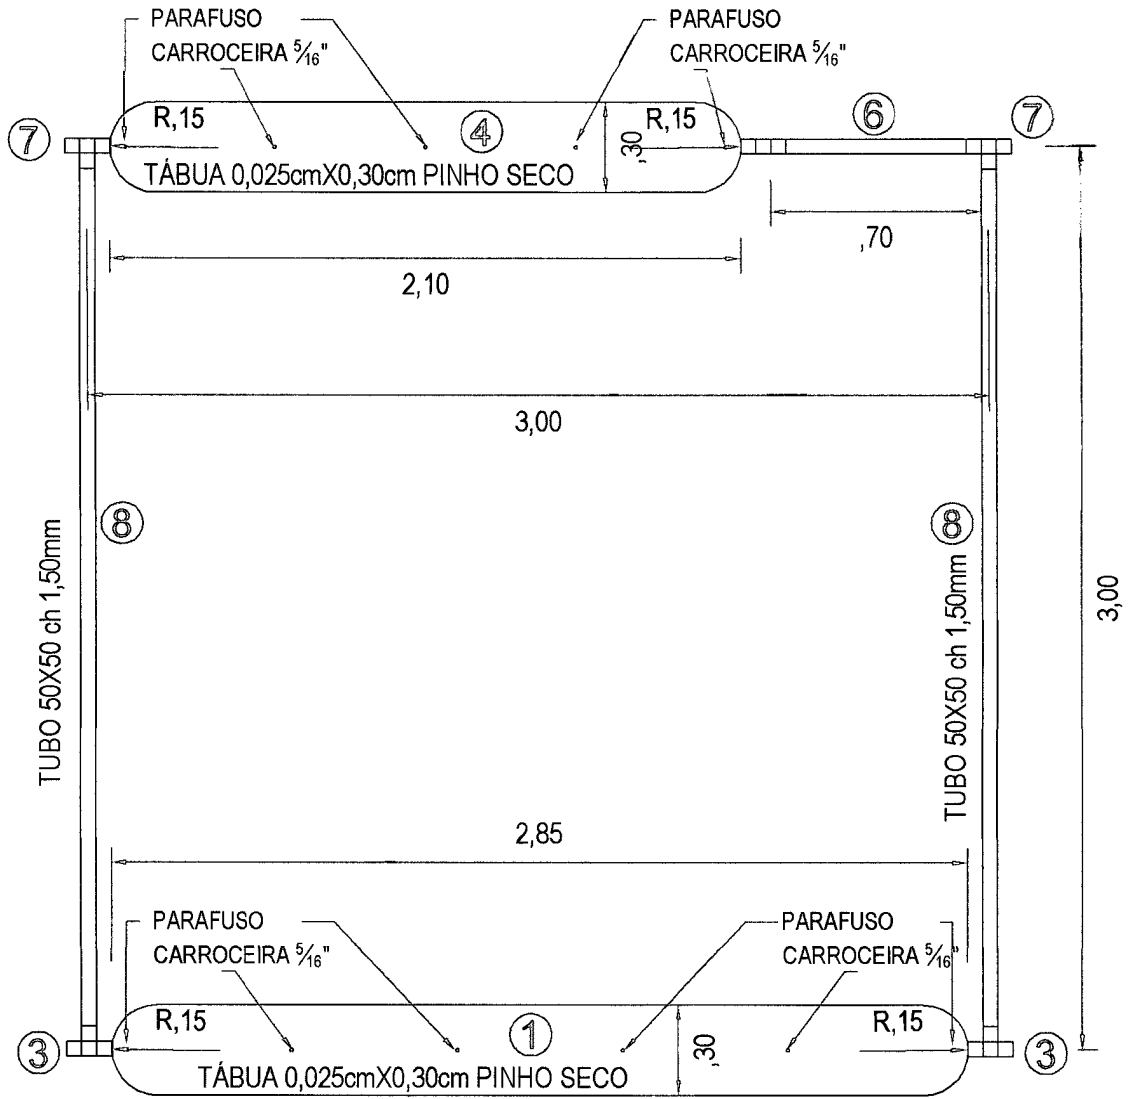 PARAFUSO
CARROCEIRA 5/16"
PARAFUSO
CARROCEIRA 5/16"
7
R,15
4
R,15
,30
6
7
TÁBUA 0,025cmX0,30cm PINHO SECO
,70
2,10
3,00
8
8
TUBO 50X50 ch 1,50mm
TUBO 50X50 ch 1,50mm
3,00
2,85
PARAFUSO
CARROCEIRA 5/16"
PARAFUSO
CARROCEIRA 5/16"
3
R,15
1
R,15
,30
3
TÁBUA 0,025cmX0,30cm PINHO SECO